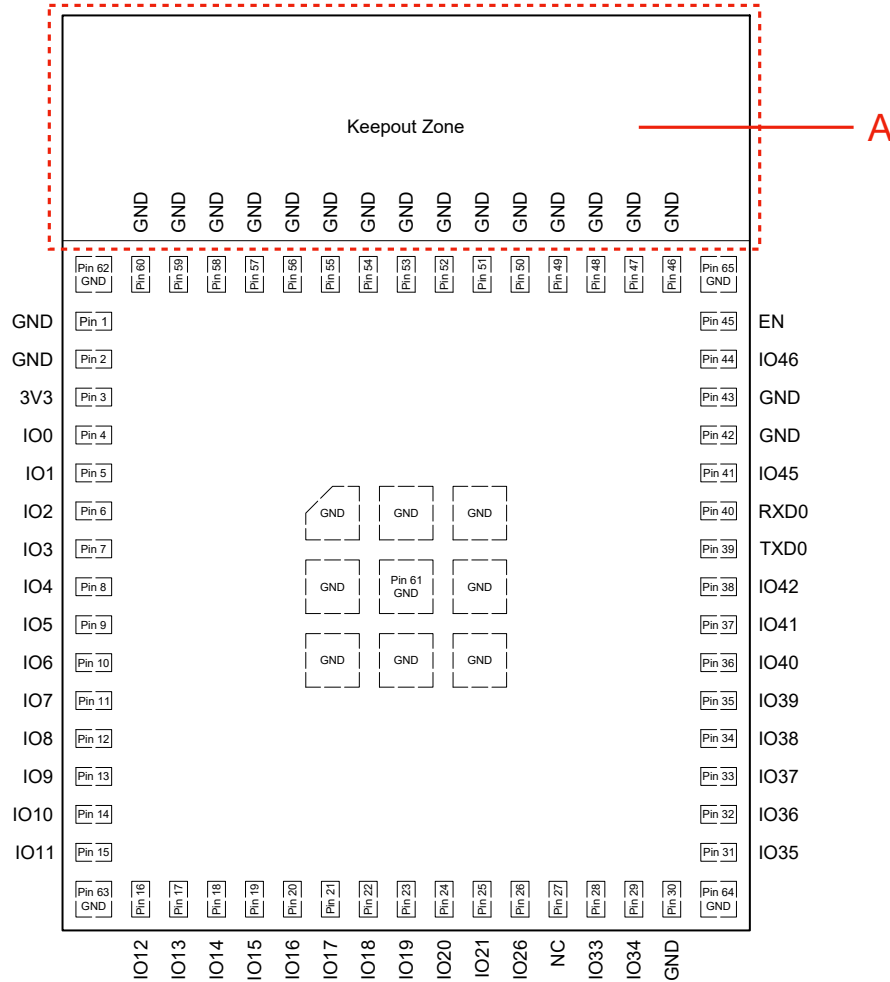 Keepout Zone
A
GND GND GND GND GND GND GND GND GND GND GND GND GND GND GND
Pin 62 GND
Pin 60 Pin 59 Pin 58 Pin 57 Pin 56 Pin 55 Pin 54 Pin 53 Pin 52 Pin 51 Pin 50 Pin 49 Pin 48 Pin 47 Pin 46
Pin 65 GND
GND Pin 1 Pin 45 EN
GND Pin 2 Pin 44 IO46
3V3 Pin 3 Pin 43 GND
IO0 Pin 4 Pin 42 GND
IO1 Pin 5 Pin 41 IO45
IO2 Pin 6 GND GND GND Pin 40 RXD0
IO3 Pin 7 Pin 39 TXD0
IO4 Pin 8 GND Pin 61 GND GND Pin 38 IO42
IO5 Pin 9 Pin 37 IO41
IO6 Pin 10 GND GND GND Pin 36 IO40
IO7 Pin 11 Pin 35 IO39
IO8 Pin 12 Pin 34 IO38
IO9 Pin 13 Pin 33 IO37
IO10 Pin 14 Pin 32 IO36
IO11 Pin 15 Pin 31 IO35
Pin 63 GND
Pin 16 Pin 17 Pin 18 Pin 19 Pin 20 Pin 21 Pin 22 Pin 23 Pin 24 Pin 25 Pin 26 Pin 27 Pin 28 Pin 29 Pin 30
Pin 64 GND
IO12 IO13 IO14 IO15 IO16 IO17 IO18 IO19 IO20 IO21 IO26 NC IO33 IO34 GND